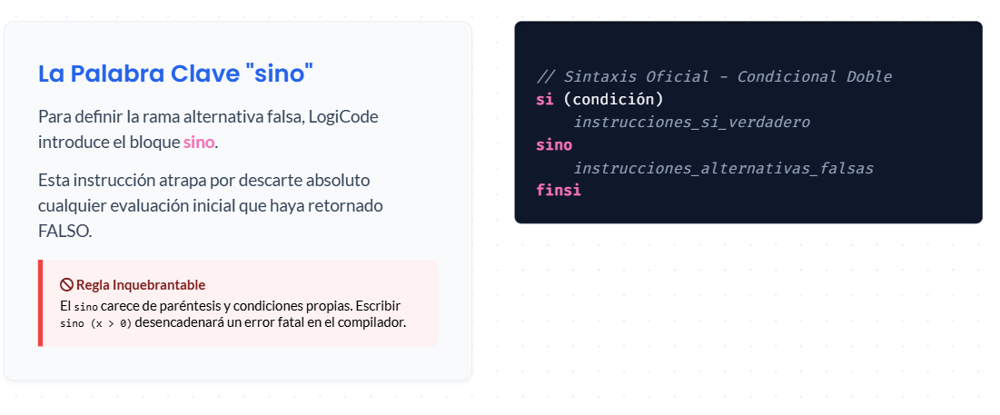 La Palabra Clave "sino"
Para definir la rama alternativa falsa, LogiCode
introduce el bloque sino.
Esta instrucción atrapa por descarte absoluto
cualquier evaluación inicial que haya retornado
FALSO.
Regla Inquebrantable
El sino carece de paréntesis y condiciones propias. Escribir
sino (x > 0) desencadenará un error fatal en el compilador.
// Sintaxis Oficial - Condicional Doble
si (condición)
    instrucciones_si_verdadero
sino
    instrucciones_alternativas_falsas
finsi